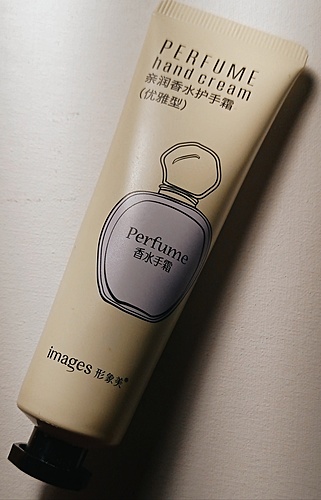 PERFUME
hand cream
亲润香水护手霜
(优雅型)
Perfume
香水手霜
images 形象美®